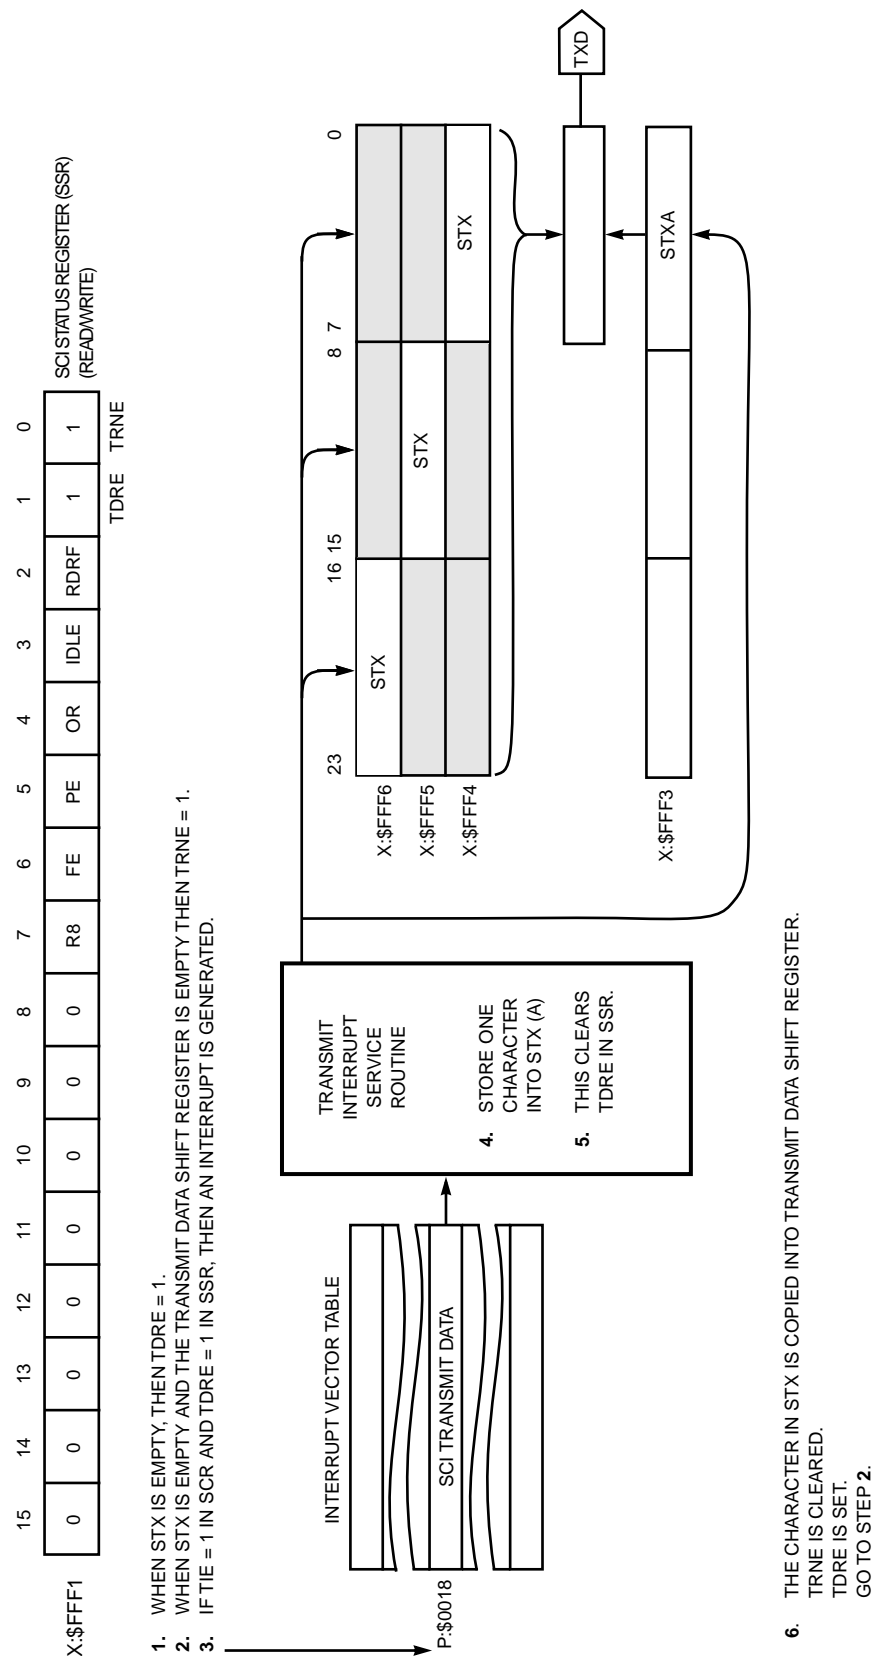 15 14 13 12 11 10 9 8 7 6 5 4 3 2 1 0
X:$FFF1 0 0 0 0 0 0 0 0 R8 FE PE OR IDLE RDRF 1 1
SCI STATUS REGISTER (SSR)
(READ/WRITE)
TDRE TRNE
1. WHEN STX IS EMPTY, THEN TDRE = 1.
2. WHEN STX IS EMPTY AND THE TRANSMIT DATA SHIFT REGISTER IS EMPTY THEN TRNE = 1.
3. IF TIE = 1 IN SCR AND TDRE = 1 IN SSR, THEN AN INTERRUPT IS GENERATED.
INTERRUPT VECTOR TABLE
P:$0018
SCI TRANSMIT DATA
TRANSMIT
INTERRUPT
SERVICE
ROUTINE
4. STORE ONE
CHARACTER
INTO STX (A)
5. THIS CLEARS
TDRE IN SSR.
23 16 15 8 7 0
X:$FFF6 STX
X:$FFF5 STX
X:$FFF4 STX
TXD
X:$FFF3 STXA
6. THE CHARACTER IN STX IS COPIED INTO TRANSMIT DATA SHIFT REGISTER.
TRNE IS CLEARED.
TDRE IS SET.
GO TO STEP 2.